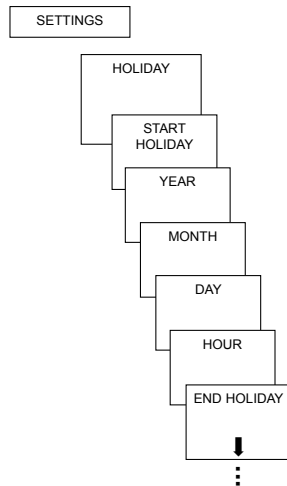 SETTINGS
HOLIDAY
START
HOLIDAY
YEAR
MONTH
DAY
HOUR
END HOLIDAY